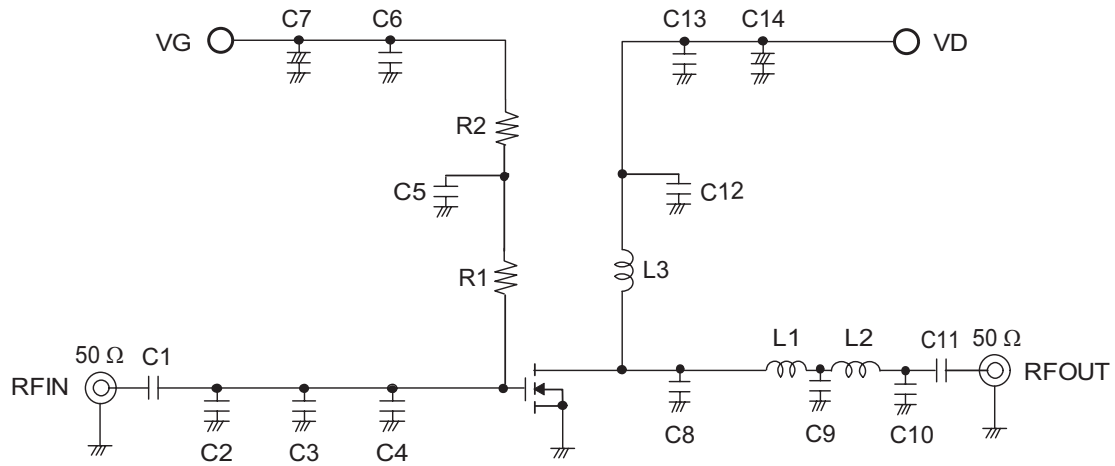 C7 C6 C13 C14
VG VD
R2
C5 C12
R1 L3
50 Ω C1 L1 L2 C11 50 Ω
RFIN RFOUT
C2 C3 C4 C8 C9 C10